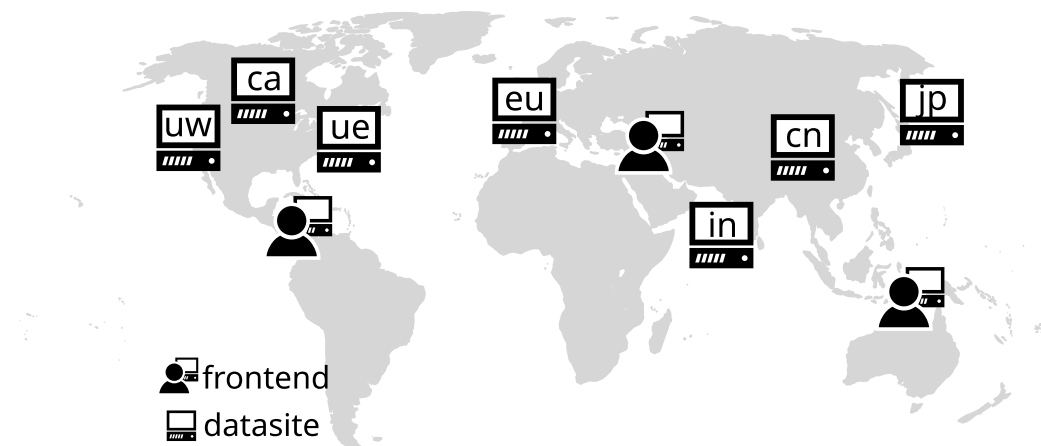 ca
uw
ue
eu
cn
jp
in
frontend
datasite